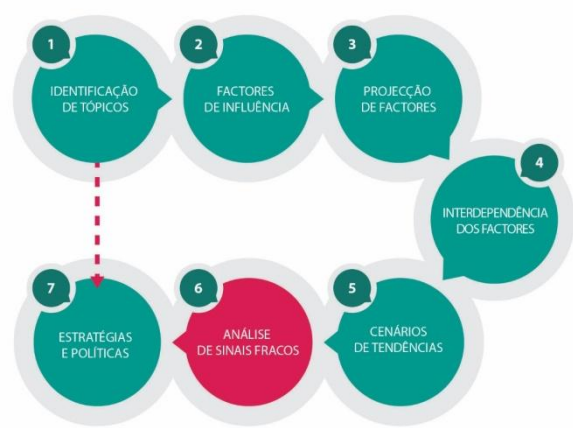 1
IDENTIFICAÇÃO
DE TÓPICOS
2
FACTORES
DE INFLUÊNCIA
3
PROJECÇÃO
DE FACTORES
4
INTERDEPENDÊNCIA
DOS FACTORES
5
CENÁRIOS
DE TENDÊNCIAS
6
ANÁLISE
DE SINAIS FRACOS
7
ESTRATÉGIAS
E POLÍTICAS